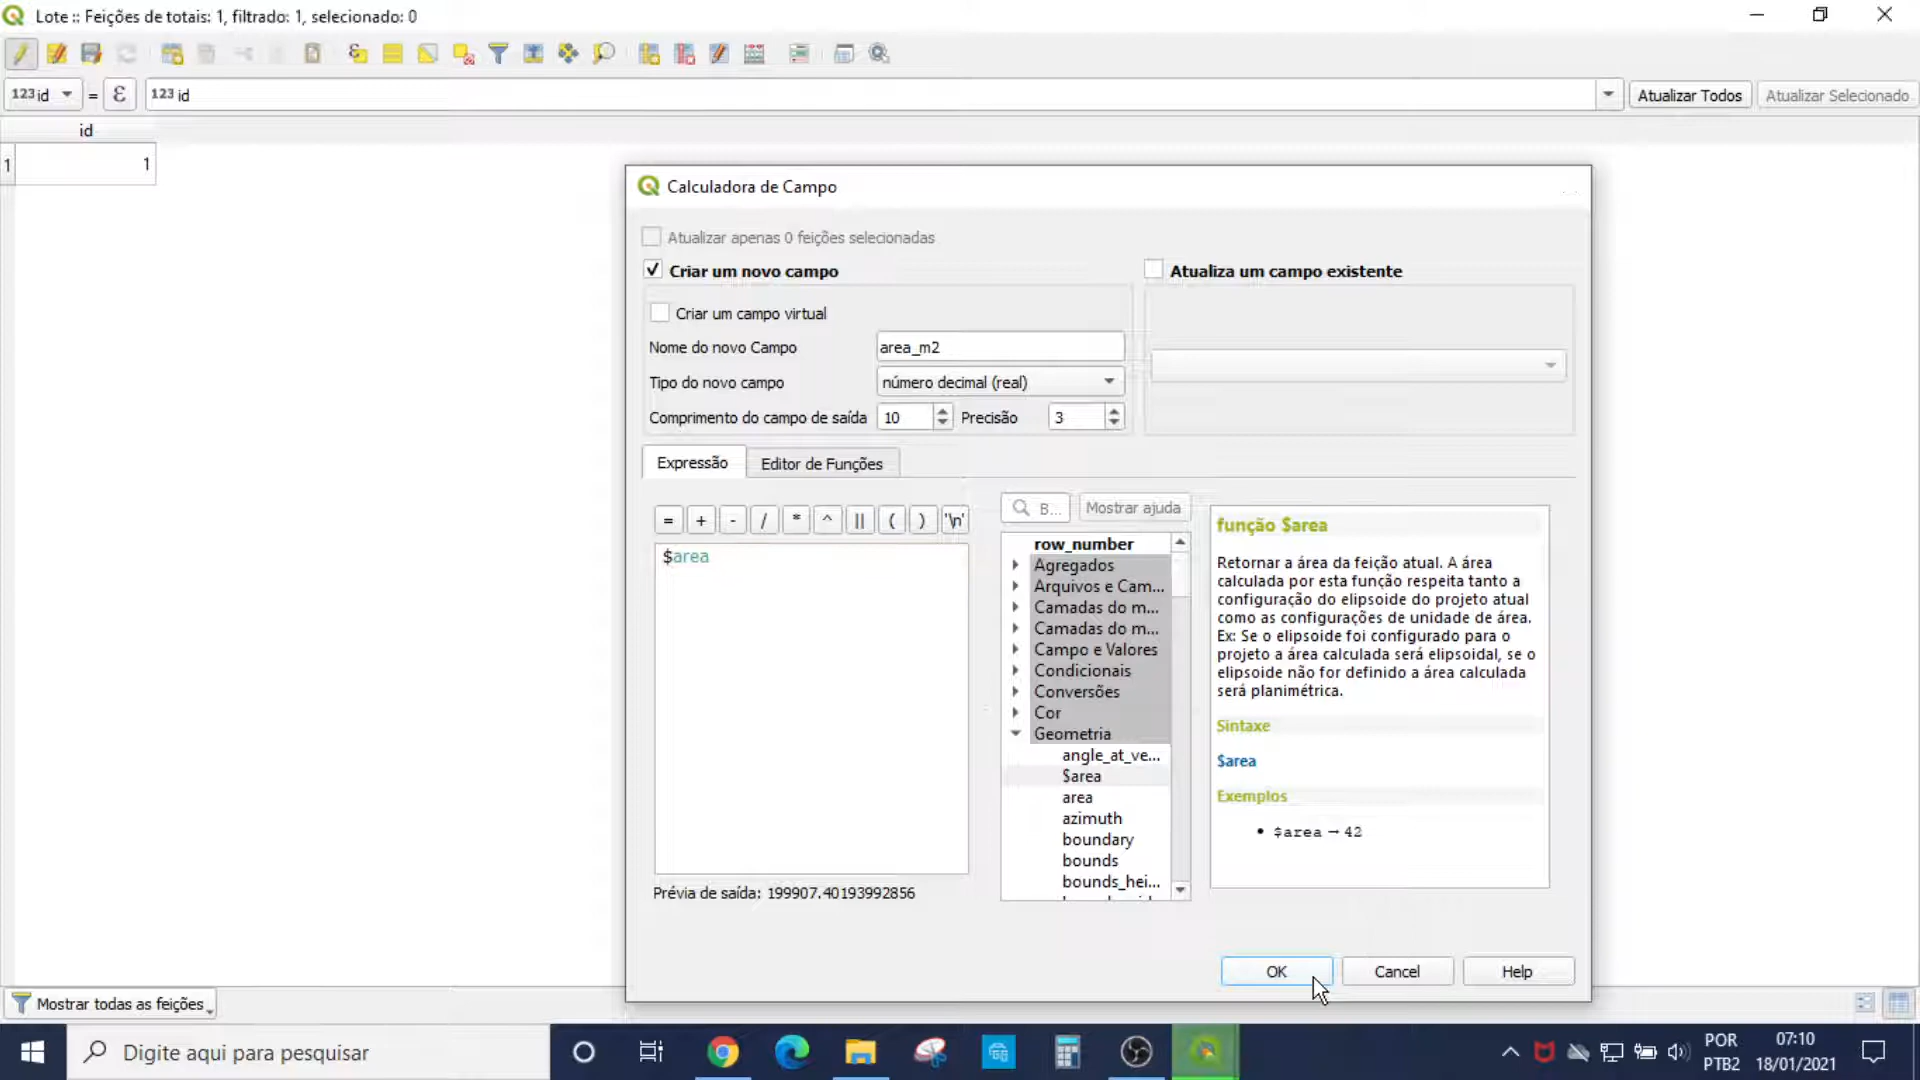 Lote :: Feições de totais: 1, filtrado: 1, selecionado: 0
123 id = ε 123 id Atualizar Todos Atualizar Selecionado
id
1 1
Calculadora de Campo
Atualizar apenas 0 feições selecionadas
Criar um novo campo
Atualiza um campo existente
Criar um campo virtual
Nome do novo Campo area_m2
Tipo do novo campo número decimal (real)
Comprimento do campo de saída 10 Precisão 3
Expressão Editor de Funções
= + - / * ^ || ( ) '\n'
$area
Prévia de saída: 199907.40193992856
B... Mostrar ajuda
row_number
Agregados
Arquivos e Cam...
Camadas do m...
Camadas do m...
Campo e Valores
Condicionais
Conversões
Cor
Geometria
angle_at_ve...
$area
area
azimuth
boundary
bounds
bounds_hei...
função $area
Retornar a área da feição atual. A área
calculada por esta função respeita tanto a
configuração do elipsoide do projeto atual
como as configurações de unidade de área.
Ex: Se o elipsoide foi configurado para o
projeto a área calculada será elipsoidal, se o
elipsoide não for definido a área calculada
será planimétrica.
Sintaxe
$area
Exemplos
• $area → 42
OK Cancel Help
Mostrar todas as feições
Digite aqui para pesquisar
POR
PTB2
07:10
18/01/2021